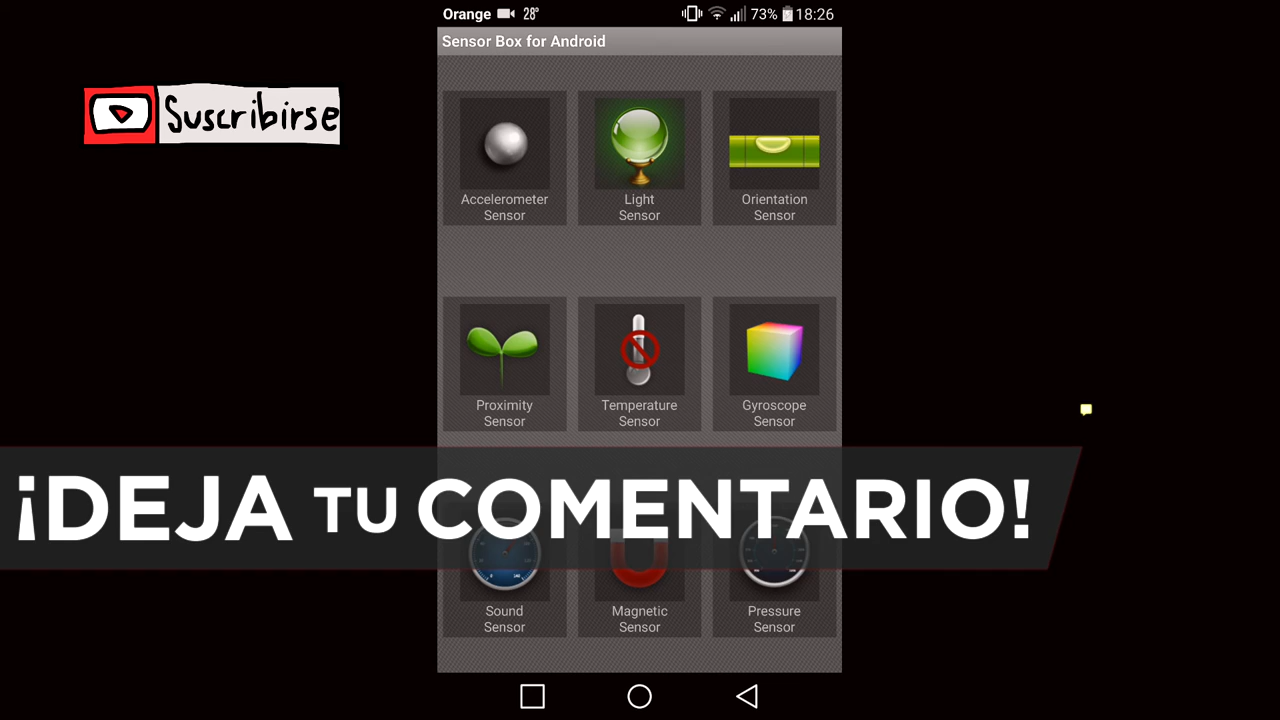 Orange 28° 73% 18:26
Sensor Box for Android
Suscribirse
Accelerometer Sensor
Light Sensor
Orientation Sensor
Proximity Sensor
Temperature Sensor
Gyroscope Sensor
¡DEJA TU COMENTARIO!
Sound Sensor
Magnetic Sensor
Pressure Sensor